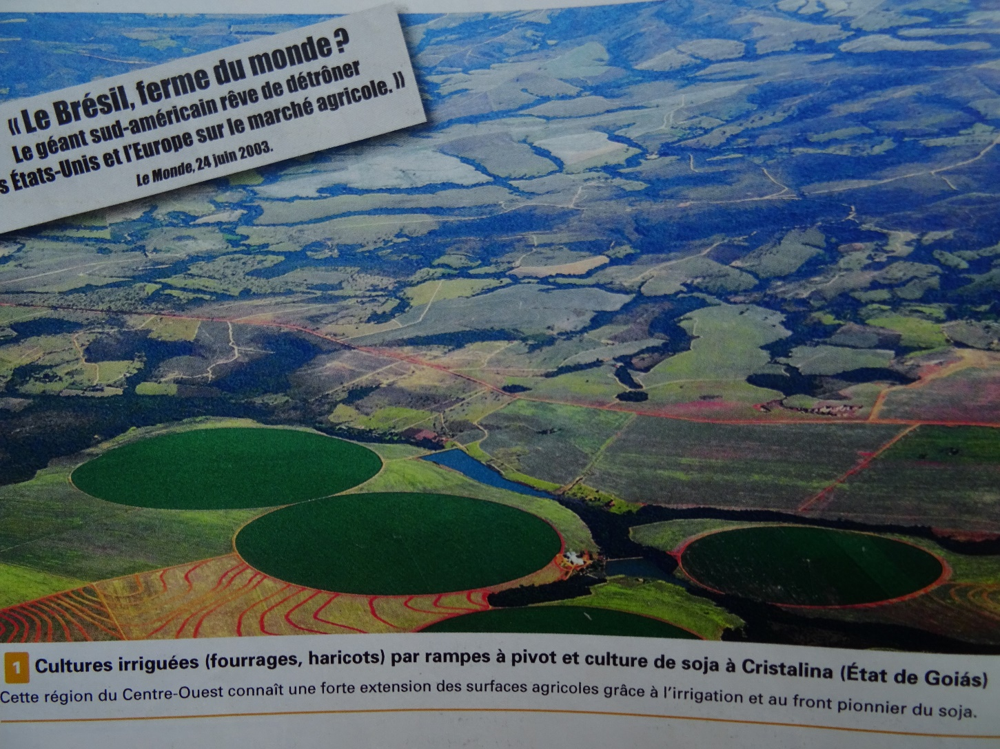 « Le Brésil, ferme du monde ?
Le géant sud-américain rêve de détrôner
s États-Unis et l'Europe sur le marché agricole. »
Le Monde, 24 juin 2003.
1 Cultures irriguées (fourrages, haricots) par rampes à pivot et culture de soja à Cristalina (État de Goiás)
Cette région du Centre-Ouest connaît une forte extension des surfaces agricoles grâce à l'irrigation et au front pionnier du soja.